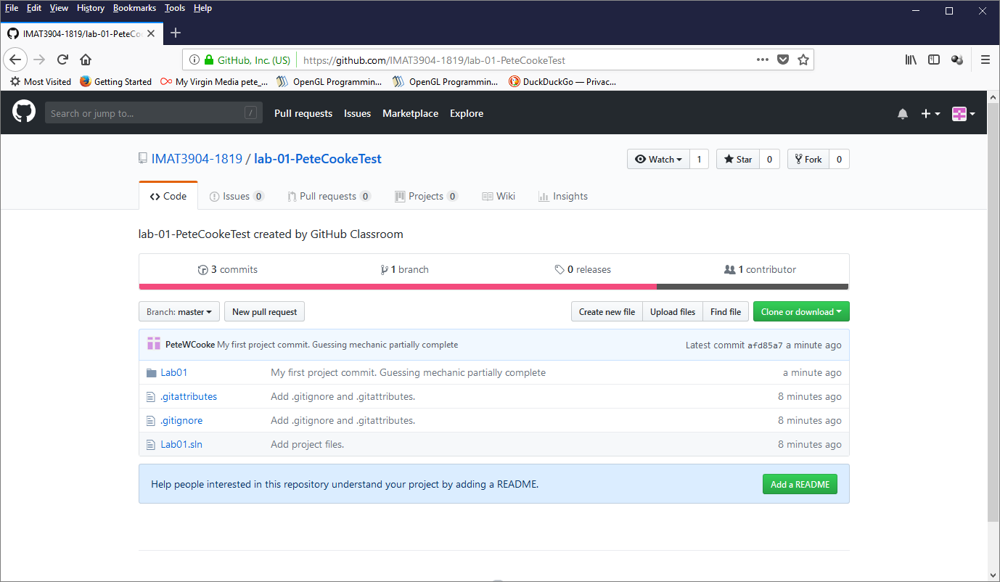 File Edit View History Bookmarks Tools Help
IMAT3904-1819/lab-01-PeteCo
GitHub, Inc. (US) https://github.com/IMAT3904-1819/lab-01-PeteCookeTest
Most Visited Getting Started My Virgin Media pete_... OpenGL Programmin... OpenGL Programmin... DuckDuckGo — Privac...
Search or jump to... / Pull requests Issues Marketplace Explore
IMAT3904-1819 / lab-01-PeteCookeTest Watch 1 Star 0 Fork 0
Code Issues 0 Pull requests 0 Projects 0 Wiki Insights
lab-01-PeteCookeTest created by GitHub Classroom
3 commits 1 branch 0 releases 1 contributor
Branch: master New pull request Create new file Upload files Find file Clone or download
PeteWCooke My first project commit. Guessing mechanic partially complete Latest commit afd85a7 a minute ago
Lab01 My first project commit. Guessing mechanic partially complete a minute ago
.gitattributes Add .gitignore and .gitattributes. 8 minutes ago
.gitignore Add .gitignore and .gitattributes. 8 minutes ago
Lab01.sln Add project files. 8 minutes ago
Help people interested in this repository understand your project by adding a README. Add a README